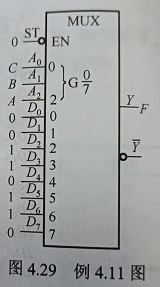 MUX
0 ST EN
C A₀ 0
B A₁ G 0/7
A A₂ 2
0 D₀ 0
0 D₁ 1
1 D₂ 2
1 D₃ 3
0 D₄ 4
1 D₅ 5
1 D₆ 6
0 D₇ 7
Y F
Y̅
图 4.29 例 4.11 图